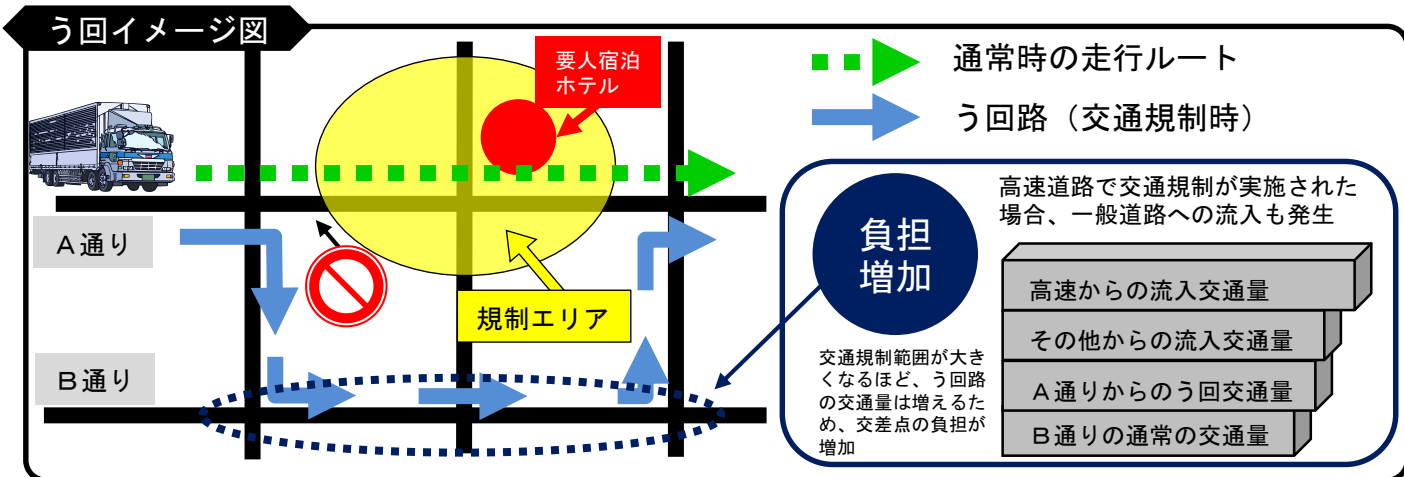 う回イメージ図
要人宿泊
ホテル
通常時の走行ルート
う回路（交通規制時）
A通り
規制エリア
B通り
負担
増加
交通規制範囲が大き
くなるほど、う回路
の交通量は増えるた
め、交差点の負担が
増加
高速道路で交通規制が実施された
場合、一般道路への流入も発生
高速からの流入交通量
その他からの流入交通量
A通りからのう回交通量
B通りの通常の交通量